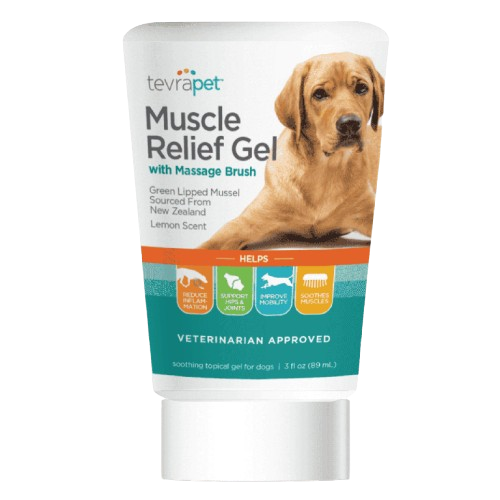 tevrapet
Muscle
Relief Gel
with Massage Brush
Green Lipped Mussel
Sourced From
New Zealand
Lemon Scent
HELPS
REDUCE
INFLAM-
MATION
SUPPORT
HIPS &
JOINTS
IMPROVE
MOBILITY
SOOTHES
MUSCLES
VETERINARIAN APPROVED
soothing topical gel for dogs | 3 fl oz (89 mL)